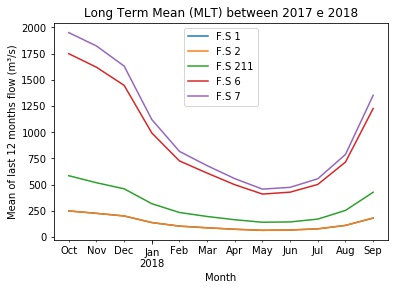 Long Term Mean (MLT) between 2017 e 2018
Mean of last 12 months flow (m³/s)
2000
1750
1500
1250
1000
750
500
250
0
F.S 1
F.S 2
F.S 211
F.S 6
F.S 7
Oct Nov Dec Jan Feb Mar Apr May Jun Jul Aug Sep
2018
Month